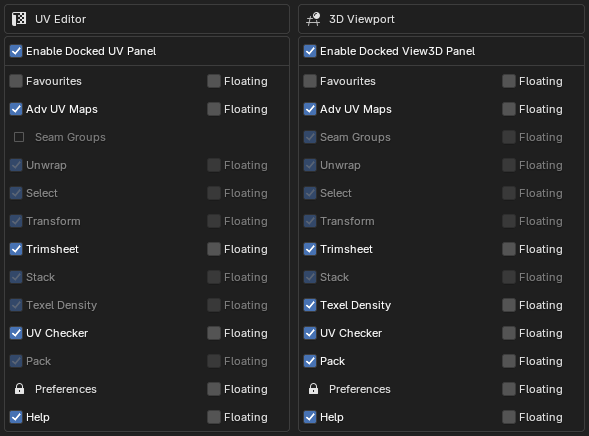 UV Editor
Enable Docked UV Panel
Favourites Floating
Adv UV Maps Floating
Seam Groups
Unwrap Floating
Select Floating
Transform Floating
Trimsheet Floating
Stack Floating
Texel Density Floating
UV Checker Floating
Pack Floating
Preferences Floating
Help Floating
3D Viewport
Enable Docked View3D Panel
Favourites Floating
Adv UV Maps Floating
Seam Groups Floating
Unwrap Floating
Select Floating
Transform Floating
Trimsheet Floating
Stack Floating
Texel Density Floating
UV Checker Floating
Pack Floating
Preferences Floating
Help Floating